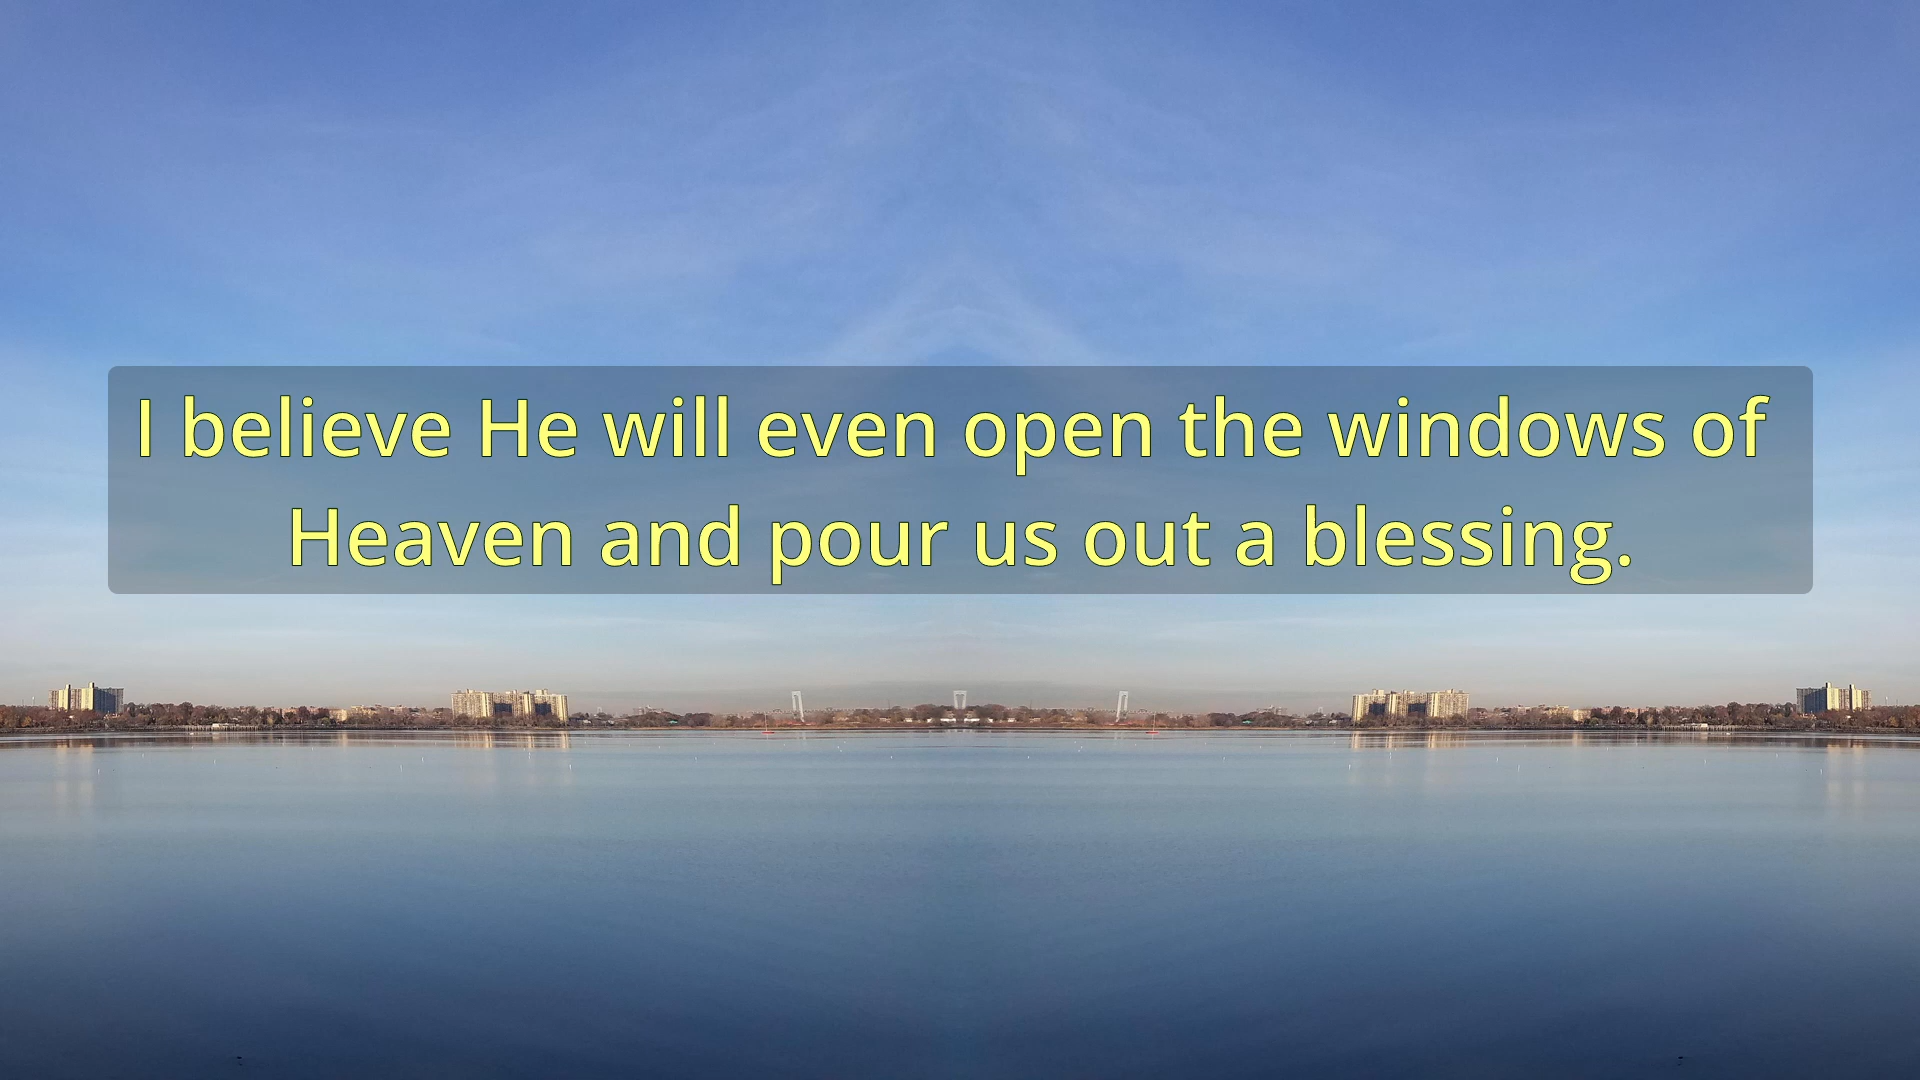 I believe He will even open the windows of
Heaven and pour us out a blessing.